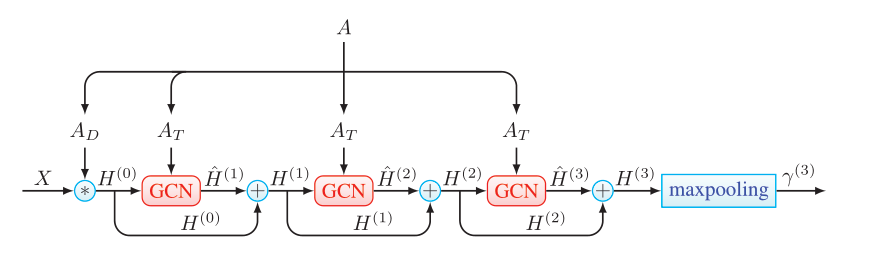 A
A_D A_T A_T A_T
X * H^{(0)} GCN Ĥ^{(1)} + H^{(1)} GCN Ĥ^{(2)} + H^{(2)} GCN Ĥ^{(3)} + H^{(3)} maxpooling γ^{(3)}
H^{(0)} H^{(1)} H^{(2)}